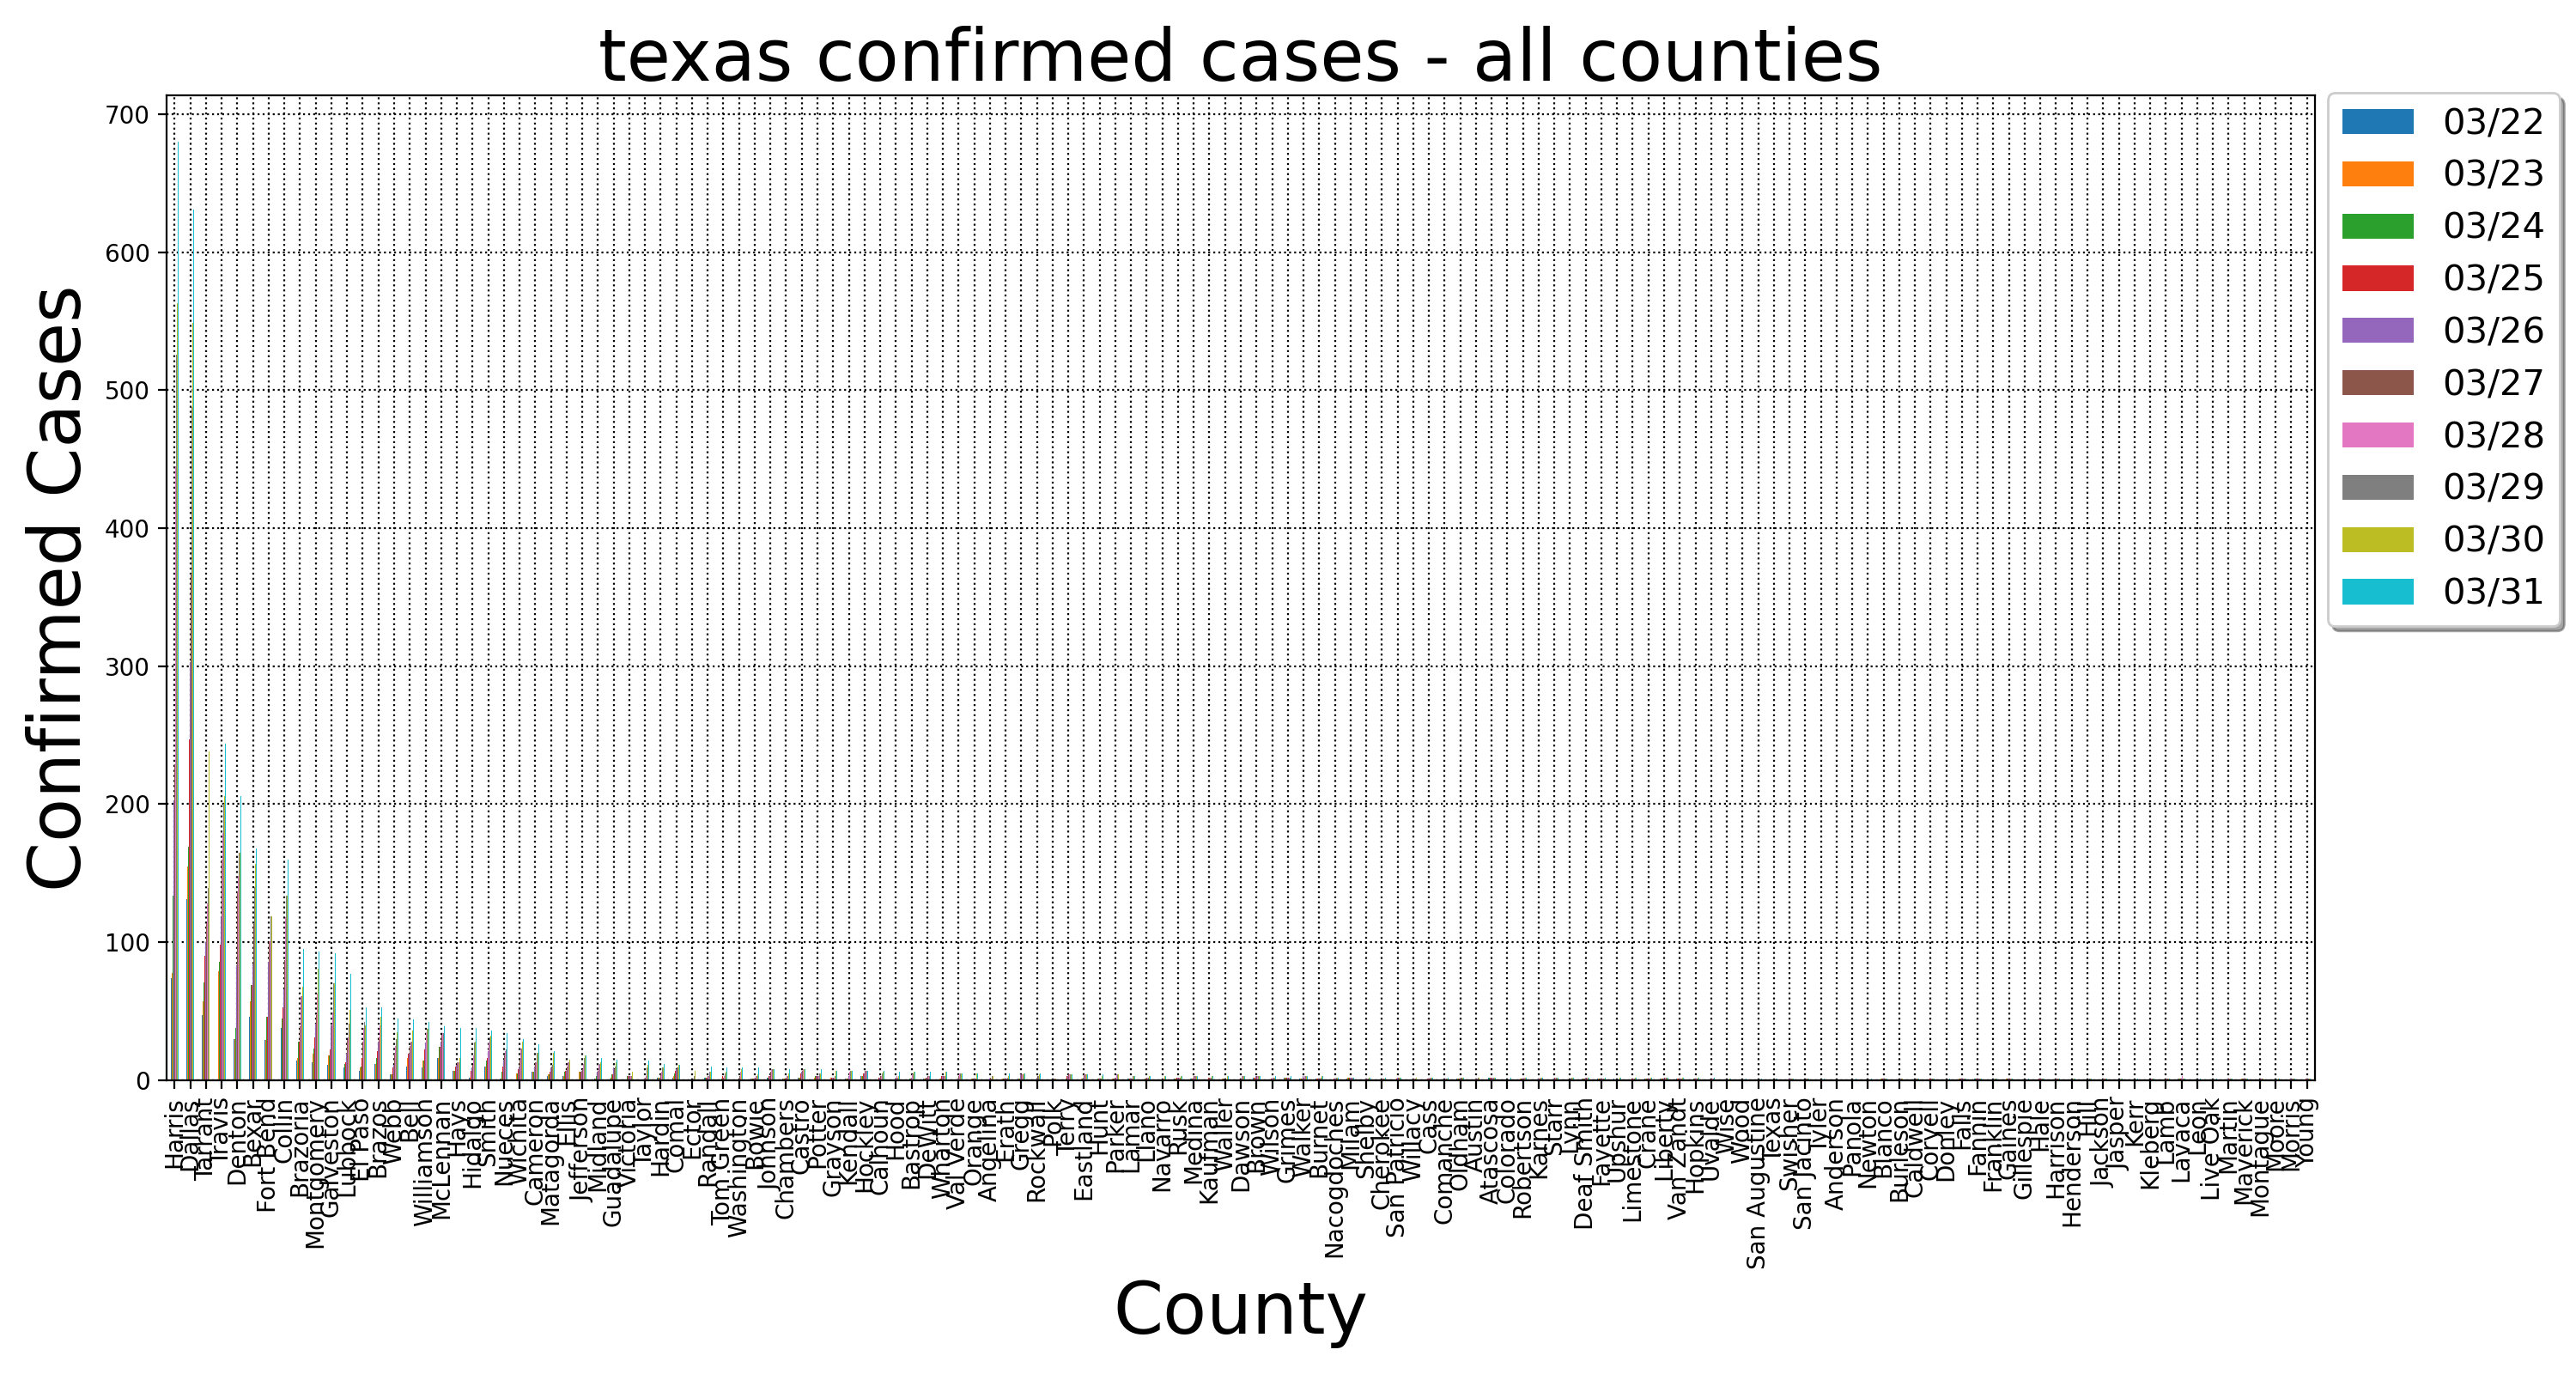 texas confirmed cases - all counties
Confirmed Cases
700
600
500
400
300
200
100
0
03/22
03/23
03/24
03/25
03/26
03/27
03/28
03/29
03/30
03/31
Harris
Dallas
Tarrant
Travis
Denton
Bexar
Fort Bend
Collin
Brazoria
Montgomery
Galveston
Lubbock
El Paso
Brazos
Webb
Bell
Williamson
McLennan
Hays
Hidalgo
Smith
Nueces
Wichita
Cameron
Matagorda
Ellis
Jefferson
Midland
Guadalupe
Victoria
Taylor
Hardin
Comal
Ector
Randall
Tom Green
Washington
Bowie
Johnson
Chambers
Castro
Potter
Grayson
Kendall
Hockley
Calhoun
Hood
Bastrop
DeWitt
Wharton
Val Verde
Orange
Angelina
Erath
Gregg
Rockwall
Polk
Terry
Eastland
Hunt
Parker
Lamar
Llano
Navarro
Rusk
Medina
Kaufman
Waller
Dawson
Brown
Wilson
Grimes
Walker
Burnet
Nacogdoches
Milam
Shelby
Cherokee
San Patricio
Willacy
Cass
Comanche
Oldham
Austin
Atascosa
Colorado
Robertson
Karnes
Starr
Lynn
Deaf Smith
Fayette
Upshur
Limestone
Crane
Liberty
Van Zandt
Hopkins
Uvalde
Wise
Wood
San Augustine
Texas
Swisher
San Jacinto
Tyler
Anderson
Panola
Newton
Blanco
Burleson
Caldwell
Coryell
Donley
Falls
Fannin
Franklin
Gaines
Gillespie
Hale
Harrison
Henderson
Hill
Jackson
Jasper
Kerr
Kleberg
Lamb
Lavaca
Leon
Live Oak
Martin
Maverick
Montague
Moore
Morris
Young
County